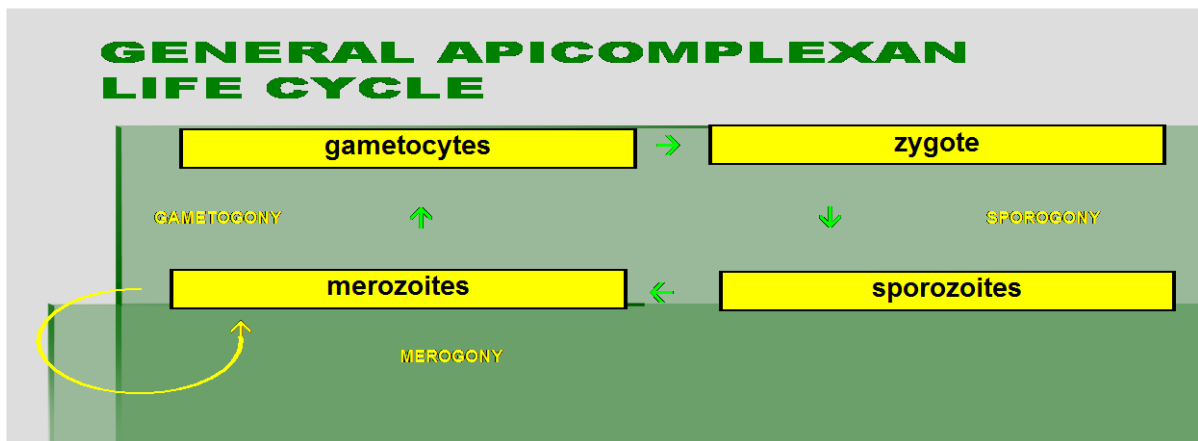 GENERAL APICOMPLEXAN
LIFE CYCLE
gametocytes
zygote
GAMETOGONY
SPOROGONY
merozoites
sporozoites
MEROGONY